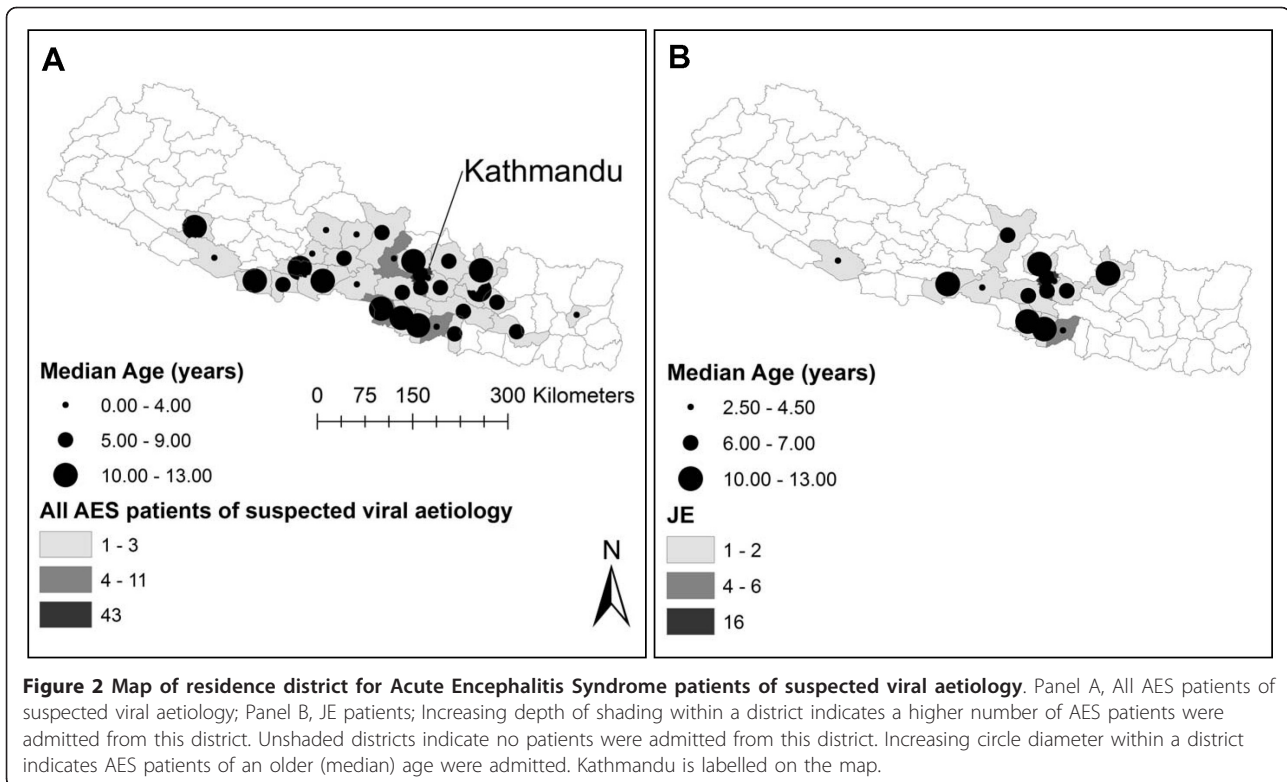 A
Kathmandu
Median Age (years)
0.00 - 4.00
5.00 - 9.00
10.00 - 13.00
0 75 150 300 Kilometers
All AES patients of suspected viral aetiology
1 - 3
4 - 11
43
N
B
Median Age (years)
2.50 - 4.50
6.00 - 7.00
10.00 - 13.00
JE
1 - 2
4 - 6
16
Figure 2 Map of residence district for Acute Encephalitis Syndrome patients of suspected viral aetiology. Panel A, All AES patients of
suspected viral aetiology; Panel B, JE patients; Increasing depth of shading within a district indicates a higher number of AES patients were
admitted from this district. Unshaded districts indicate no patients were admitted from this district. Increasing circle diameter within a district
indicates AES patients of an older (median) age were admitted. Kathmandu is labelled on the map.